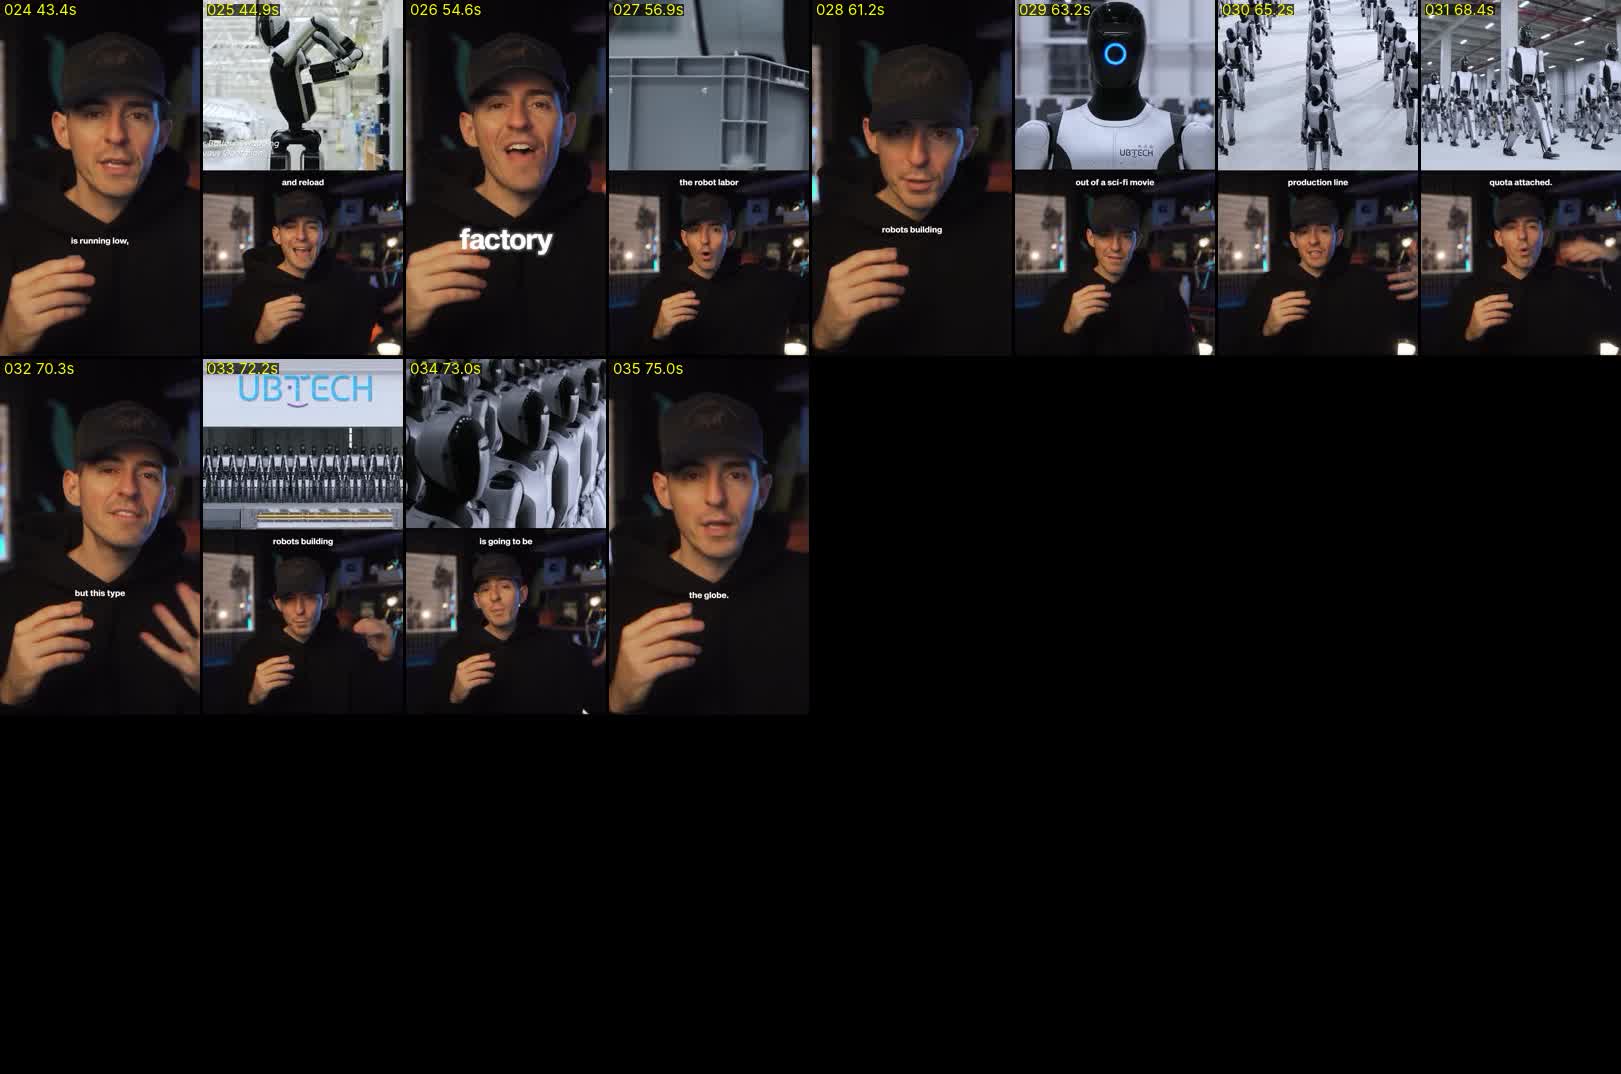 024 43.4s
is running low,
025 44.9s
and reload
026 54.6s
factory
027 56.9s
the robot labor
028 61.2s
robots building
029 63.2s
UBTECH
out of a sci-fi movie
030 65.2s
production line
031 68.4s
quota attached.
032 70.3s
but this type
033 72.2s
UBTECH
robots building
034 73.0s
is going to be
035 75.0s
the globe.